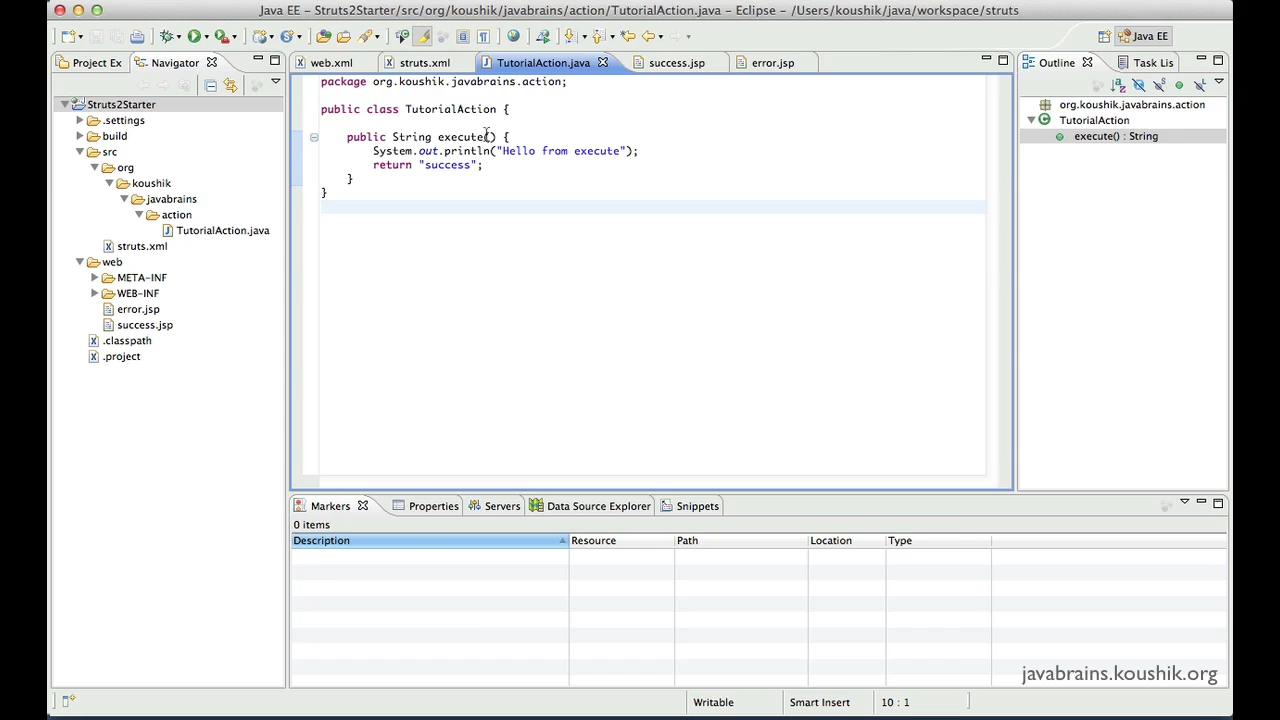 Java EE – Struts2Starter/src/org/koushik/javabrains/action/TutorialAction.java – Eclipse – /Users/koushik/java/workspace/struts
Java EE
Project Ex
Navigator
Struts2Starter
.settings
build
src
org
koushik
javabrains
action
TutorialAction.java
struts.xml
web
META-INF
WEB-INF
error.jsp
success.jsp
.classpath
.project
web.xml
struts.xml
TutorialAction.java
success.jsp
error.jsp
package org.koushik.javabrains.action;
public class TutorialAction {
public String execute() {
System.out.println("Hello from execute");
return "success";
}
}
Outline
Task Lis
org.koushik.javabrains.action
TutorialAction
execute() : String
Markers
Properties
Servers
Data Source Explorer
Snippets
0 items
Description Resource Path Location Type
javabrains.koushik.org
Writable Smart Insert 10 : 1